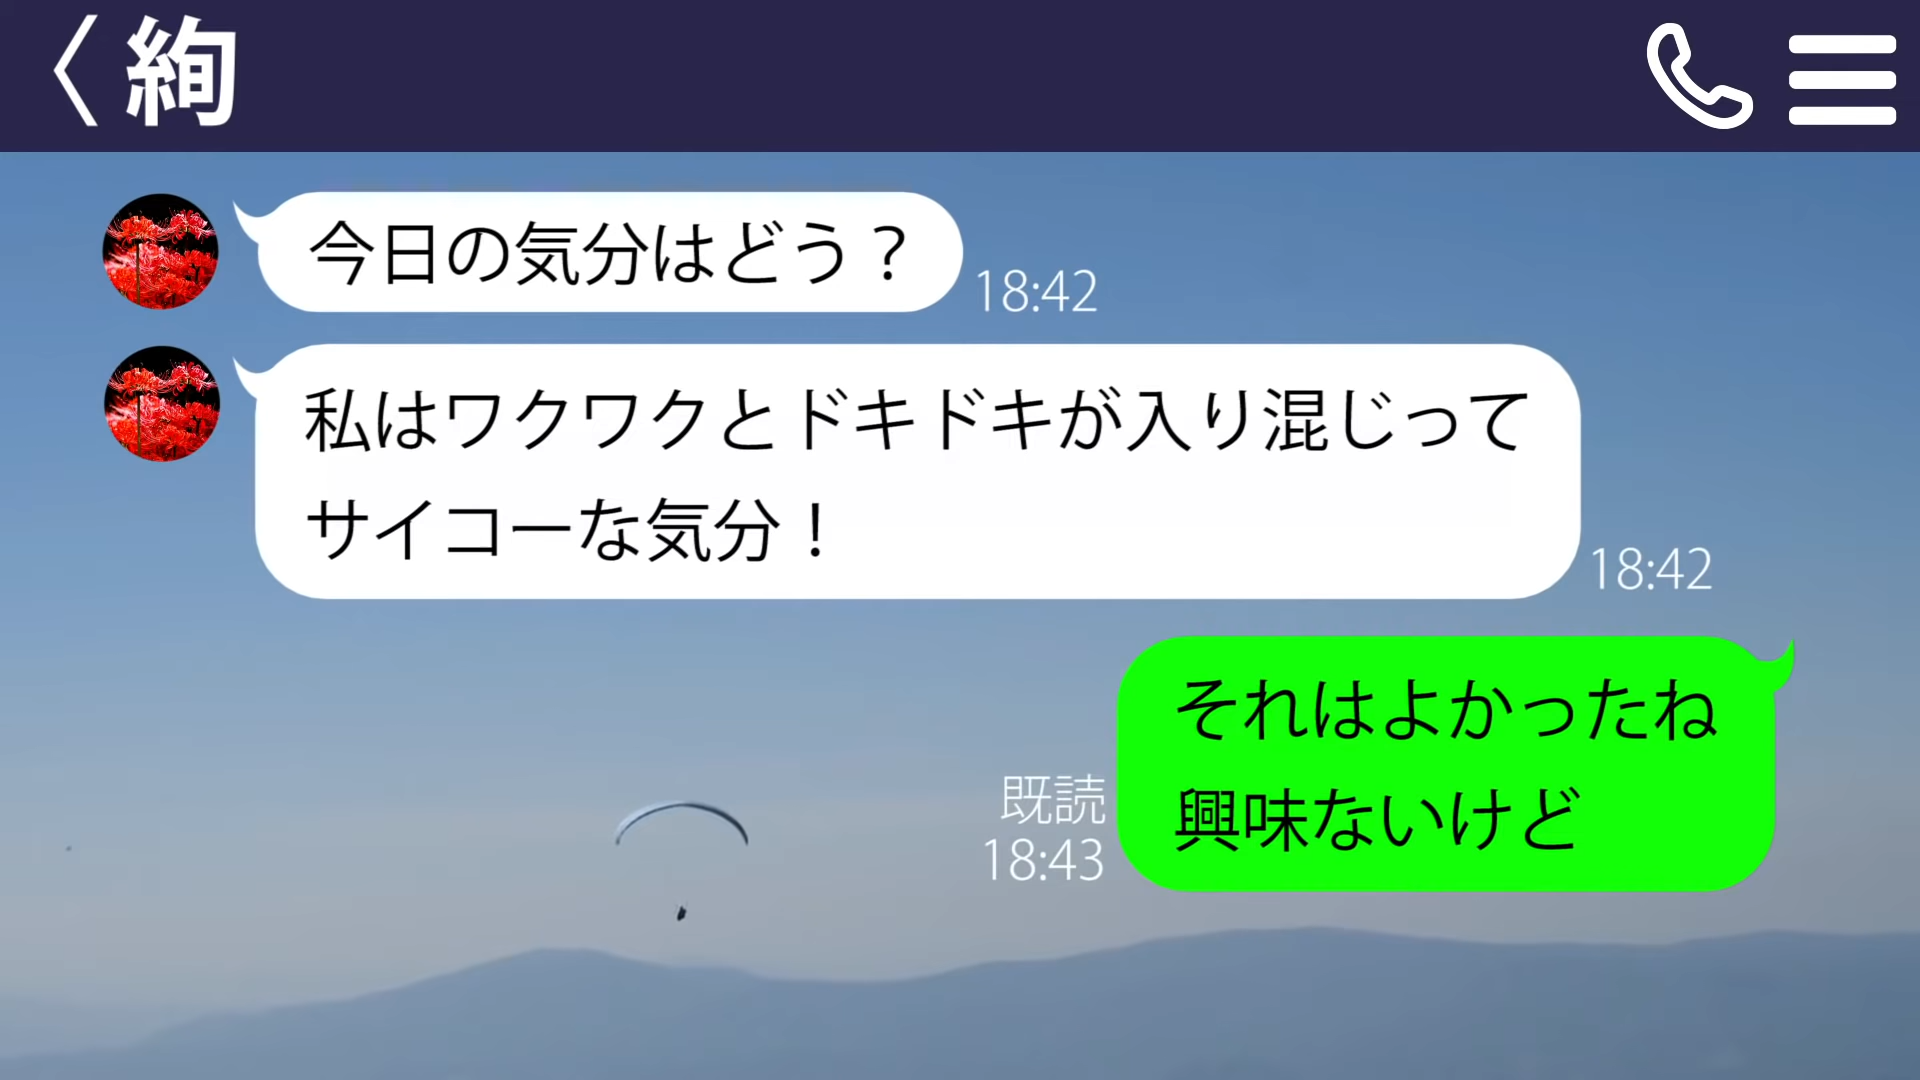 絢
今日の気分はどう？
18:42
私はワクワクとドキドキが入り混じって
サイコーな気分！
18:42
それはよかったね
興味ないけど
既読
18:43